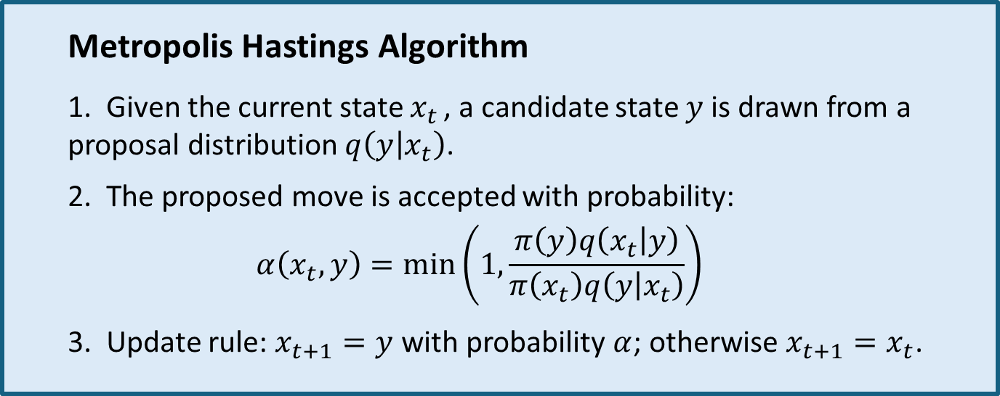 Metropolis Hastings Algorithm
1. Given the current state $x_t$ , a candidate state $y$ is drawn from a
proposal distribution $q(y|x_t)$.
2. The proposed move is accepted with probability:
$\alpha(x_t, y) = \min\left(1, \frac{\pi(y)q(x_t|y)}{\pi(x_t)q(y|x_t)}\right)$
3. Update rule: $x_{t+1} = y$ with probability $\alpha$; otherwise $x_{t+1} = x_t$.